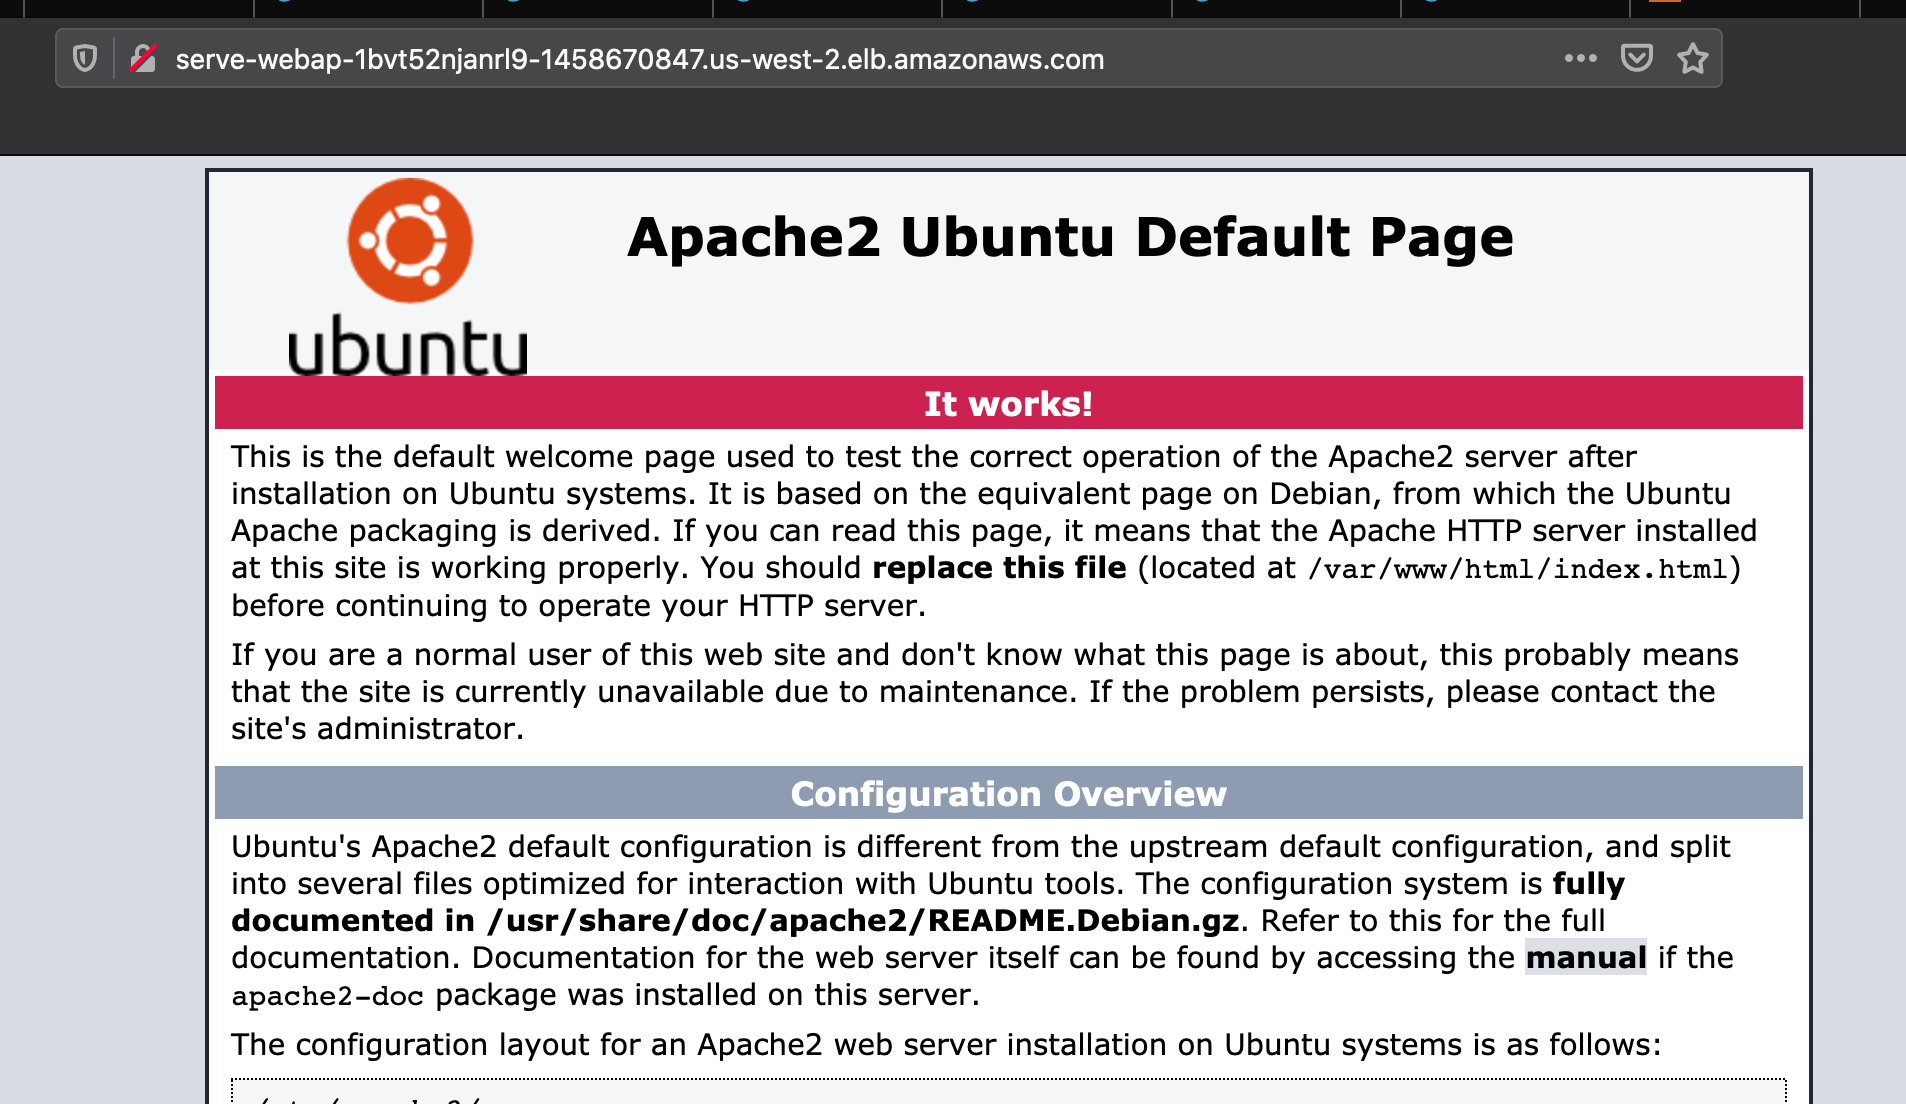 serve-webap-1bvt52njanrl9-1458670847.us-west-2.elb.amazonaws.com
Apache2 Ubuntu Default Page
ubuntu
It works!
This is the default welcome page used to test the correct operation of the Apache2 server after
installation on Ubuntu systems. It is based on the equivalent page on Debian, from which the Ubuntu
Apache packaging is derived. If you can read this page, it means that the Apache HTTP server installed
at this site is working properly. You should replace this file (located at /var/www/html/index.html)
before continuing to operate your HTTP server.
If you are a normal user of this web site and don't know what this page is about, this probably means
that the site is currently unavailable due to maintenance. If the problem persists, please contact the
site's administrator.
Configuration Overview
Ubuntu's Apache2 default configuration is different from the upstream default configuration, and split
into several files optimized for interaction with Ubuntu tools. The configuration system is fully
documented in /usr/share/doc/apache2/README.Debian.gz. Refer to this for the full
documentation. Documentation for the web server itself can be found by accessing the manual if the
apache2-doc package was installed on this server.
The configuration layout for an Apache2 web server installation on Ubuntu systems is as follows: